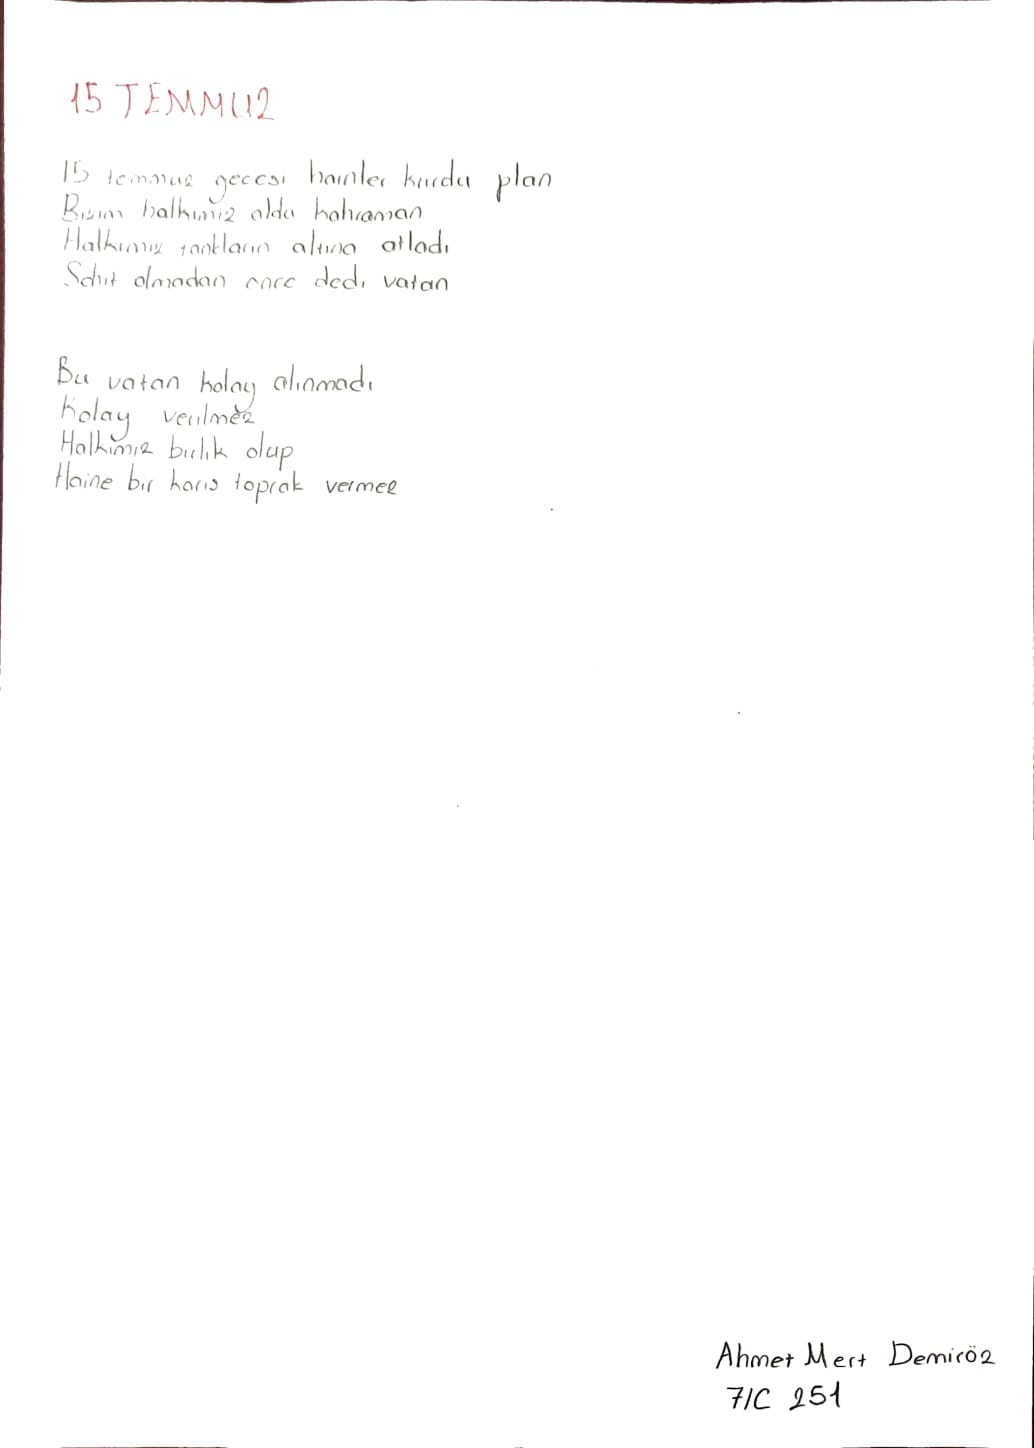 15 TEMMUZ
15 temmuz gecesi hainler kurdu plan
Bizim halkımız oldu kahraman
Halkımız tankların altına atladı
Şehit olmadan önce dedi vatan
Bu vatan kolay alınmadı
Kolay verilmez
Halkımız birlik olup
Haine bir karış toprak vermez
Ahmet Mert Demiröz
7/C 251